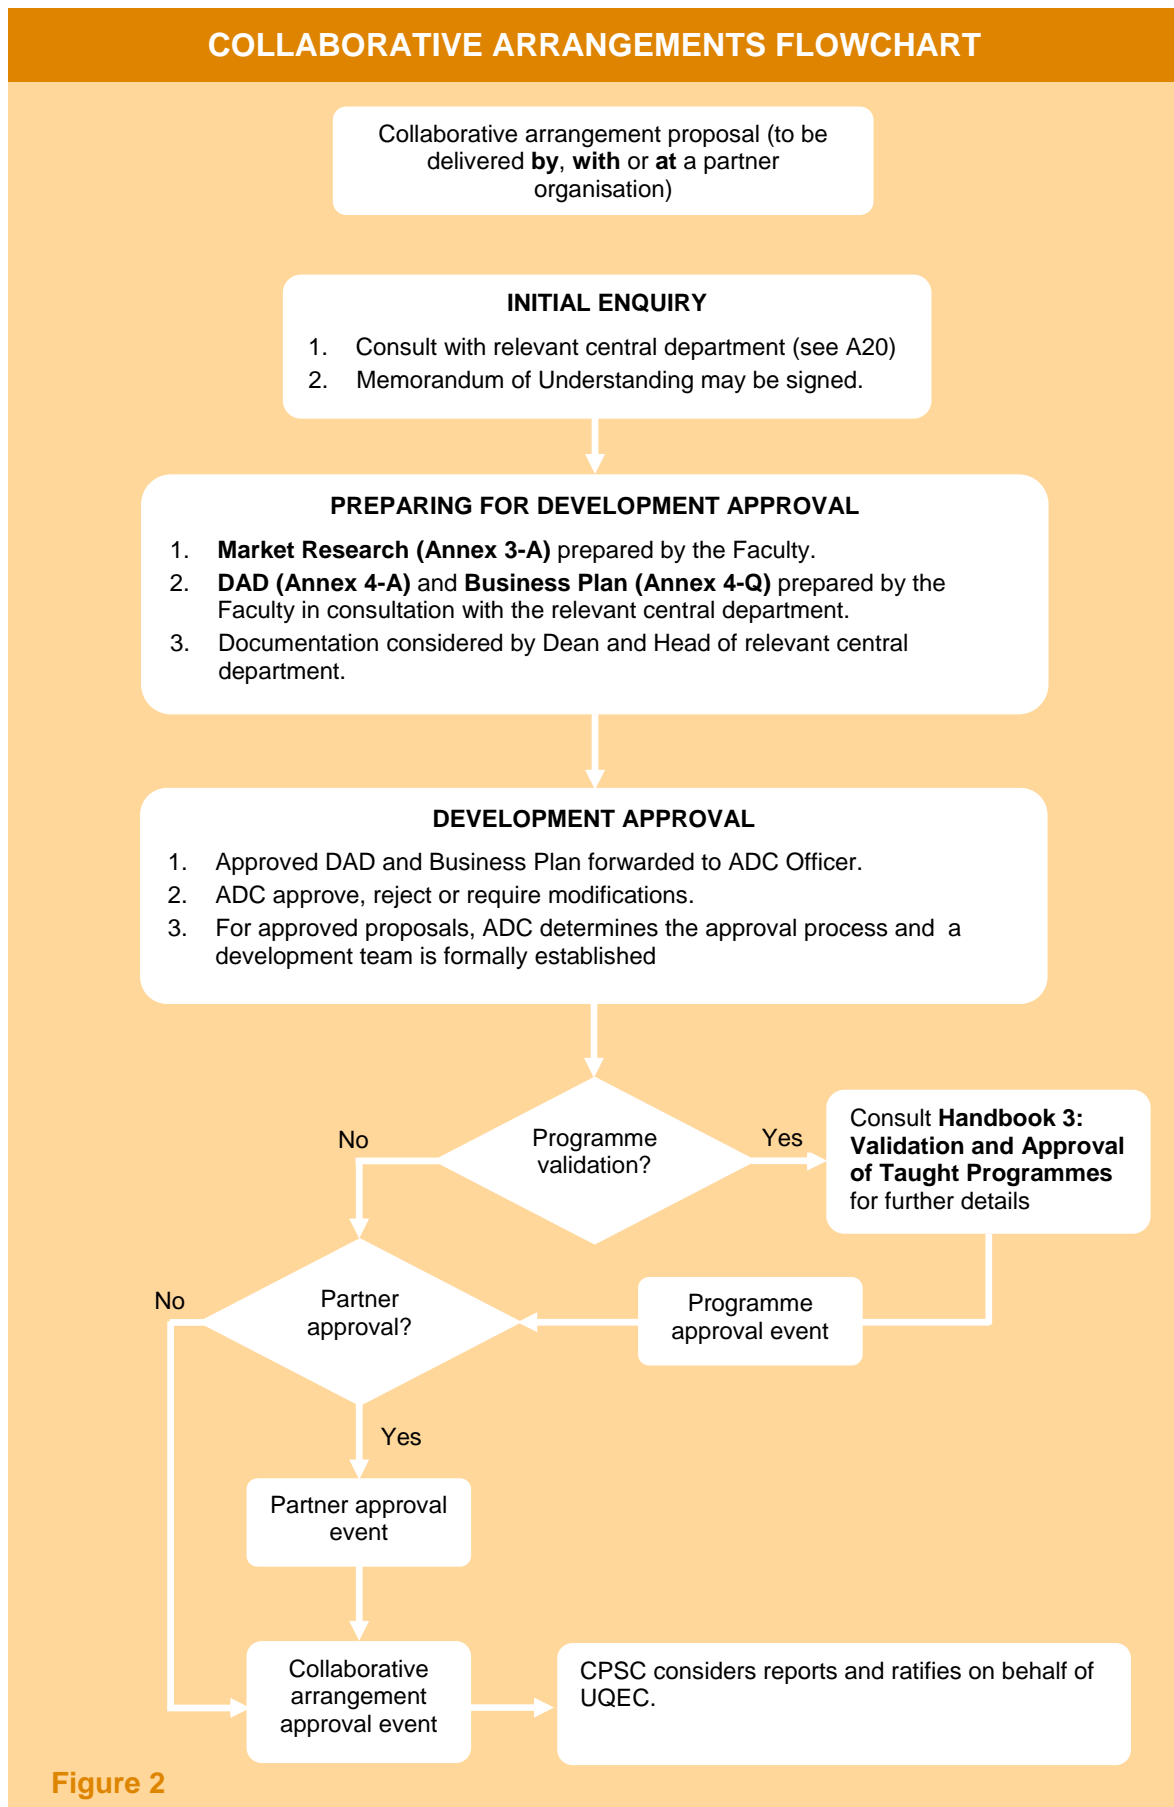 COLLABORATIVE ARRANGEMENTS FLOWCHART
Collaborative arrangement proposal (to be
delivered by, with or at a partner
organisation)
INITIAL ENQUIRY
1. Consult with relevant central department (see A20)
2. Memorandum of Understanding may be signed.
PREPARING FOR DEVELOPMENT APPROVAL
1. Market Research (Annex 3-A) prepared by the Faculty.
2. DAD (Annex 4-A) and Business Plan (Annex 4-Q) prepared by the
Faculty in consultation with the relevant central department.
3. Documentation considered by Dean and Head of relevant central
department.
DEVELOPMENT APPROVAL
1. Approved DAD and Business Plan forwarded to ADC Officer.
2. ADC approve, reject or require modifications.
3. For approved proposals, ADC determines the approval process and a
development team is formally established
No
Programme
validation?
Yes
Consult Handbook 3:
Validation and Approval
of Taught Programmes
for further details
No
Partner
approval?
Programme
approval event
Yes
Partner approval
event
Collaborative
arrangement
approval event
CPSC considers reports and ratifies on behalf of
UQEC.
Figure 2